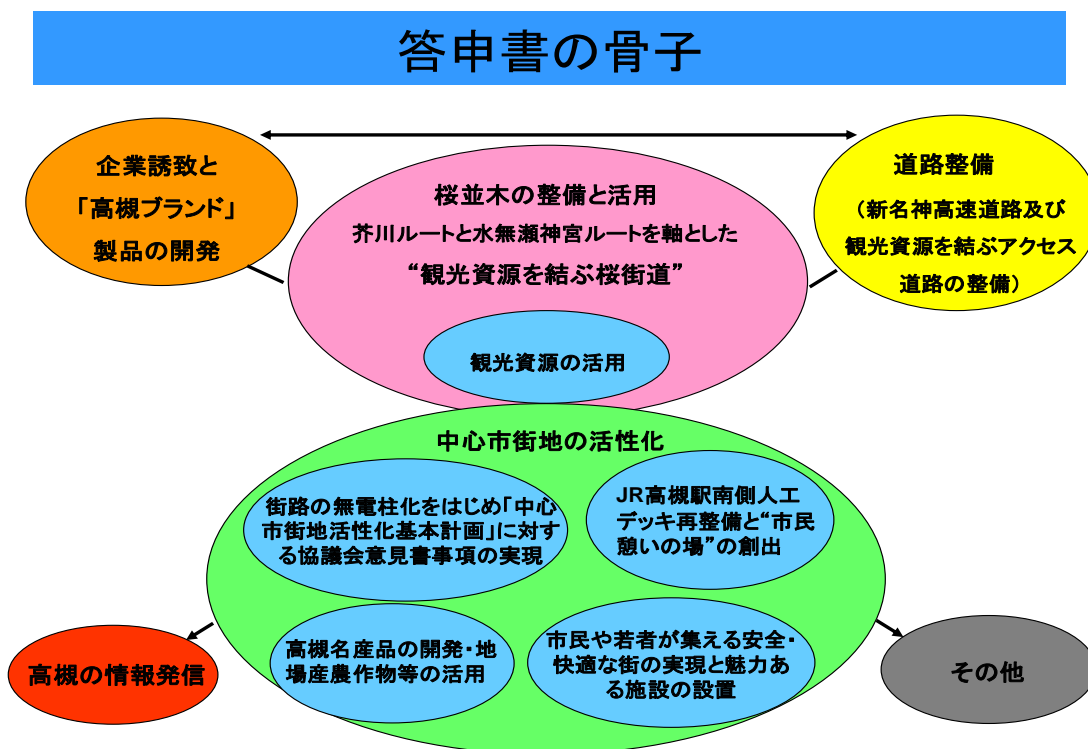 答申書の骨子
企業誘致と
「高槻ブランド」
製品の開発
桜並木の整備と活用
芥川ルートと水無瀬神宮ルートを軸とした
“観光資源を結ぶ桜街道”
観光資源の活用
道路整備
（新名神高速道路及び
観光資源を結ぶアクセス
道路の整備）
中心市街地の活性化
街路の無電柱化をはじめ「中心
市街地活性化基本計画」に対す
る協議会意見書事項の実現
JR高槻駅南側人工
デッキ再整備と“市民
憩いの場”の創出
高槻名産品の開発・地
場産農作物等の活用
市民や若者が集える安全・
快適な街の実現と魅力あ
る施設の設置
高槻の情報発信
その他